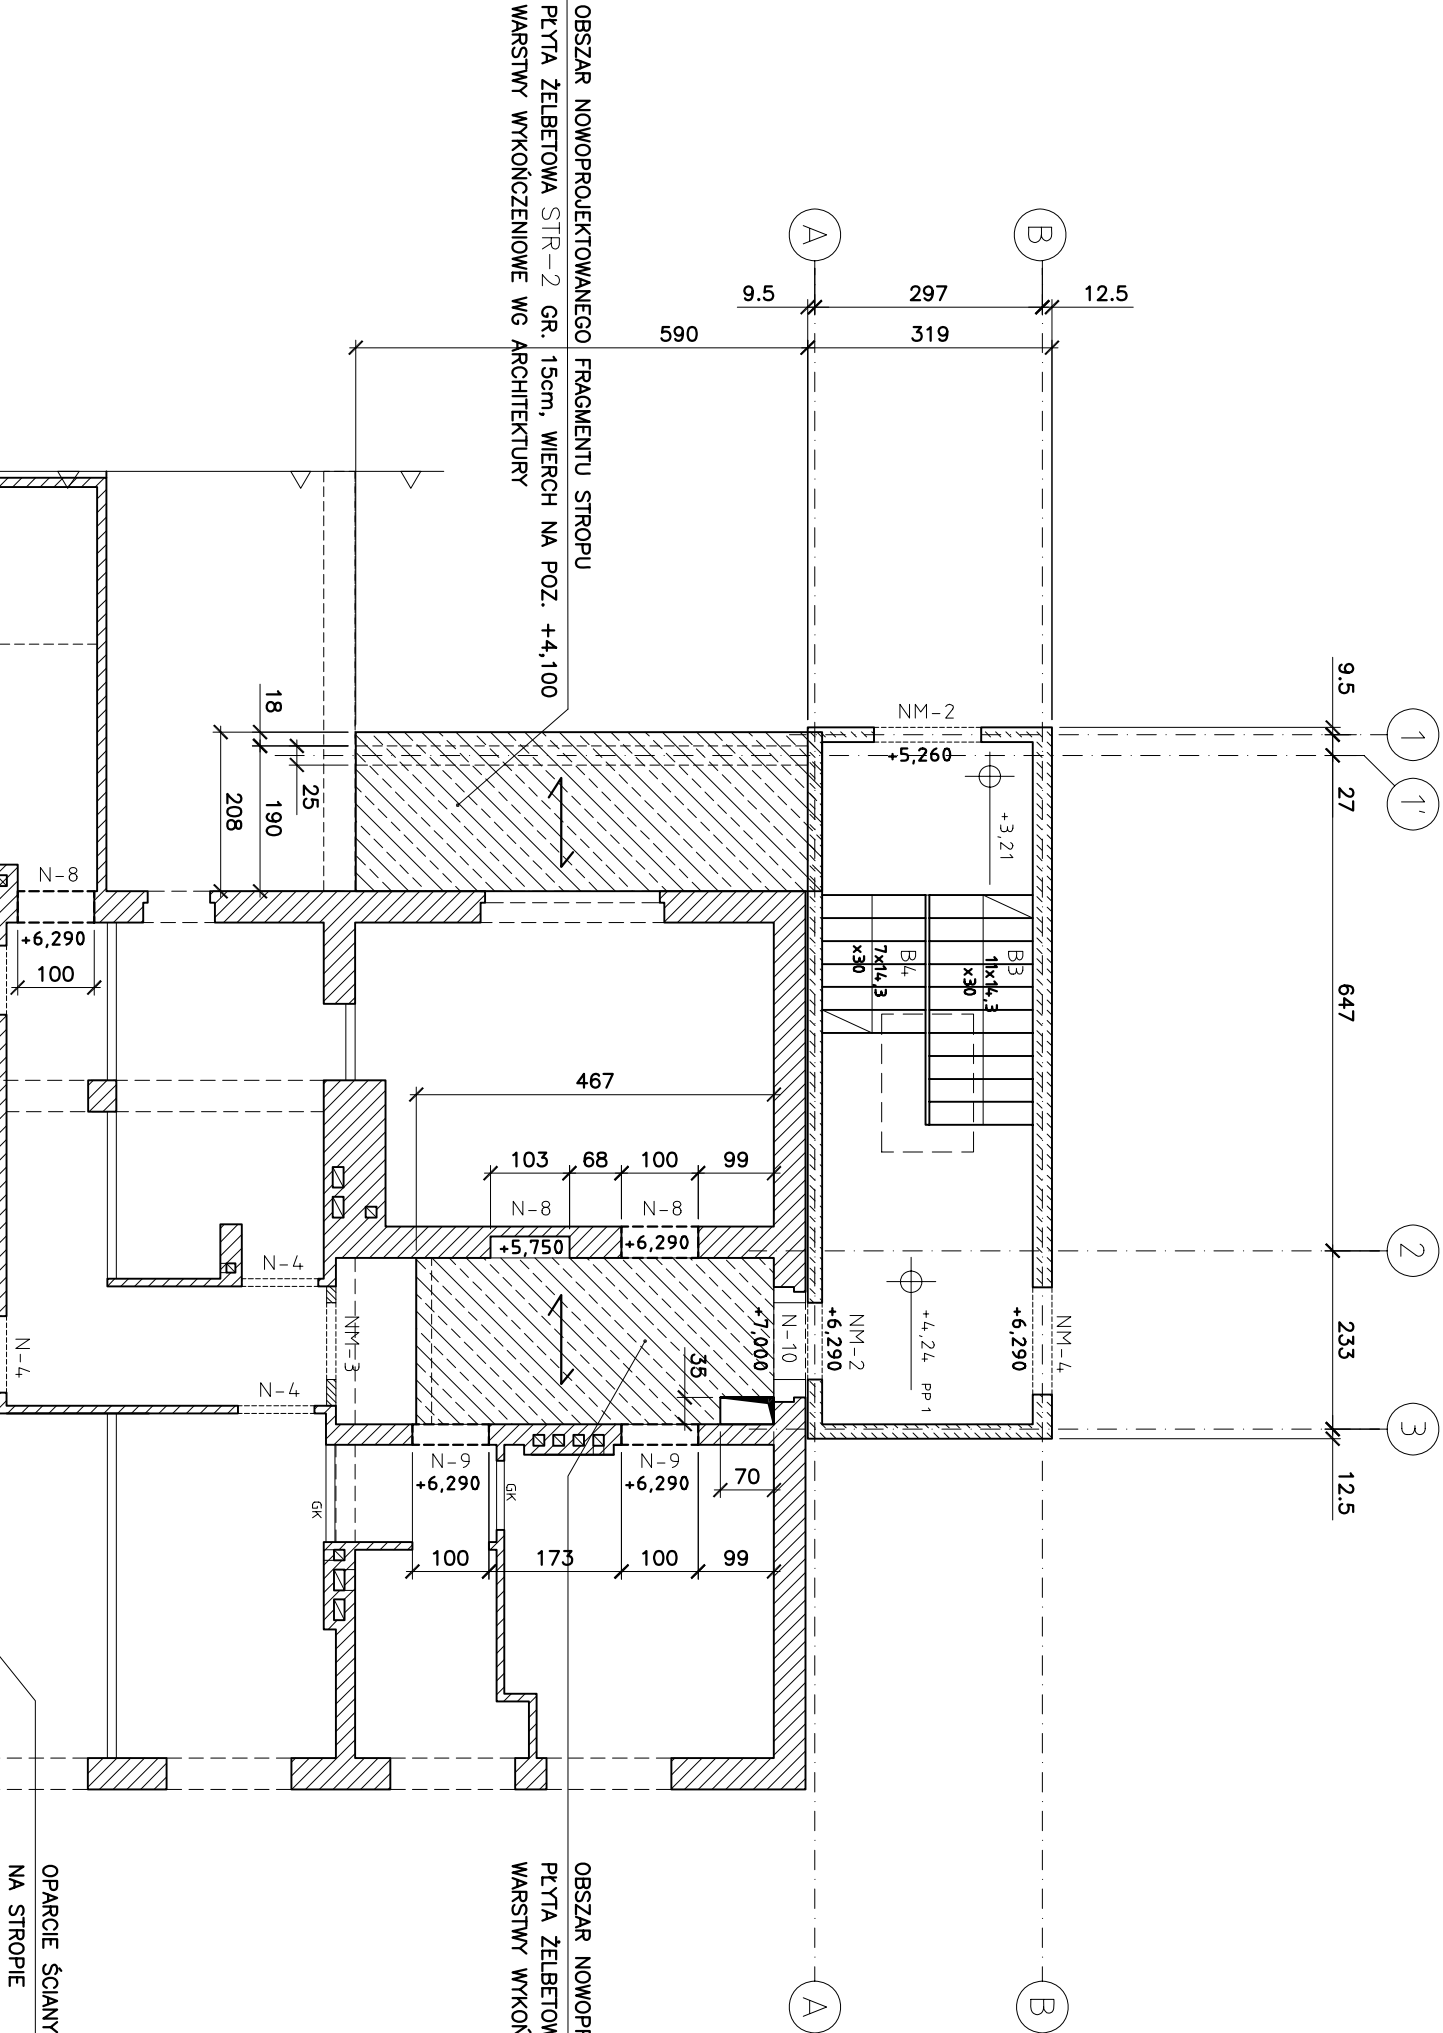 OBSZAR NOWOPROJEKTOWANEGO FRAGMENTU STROPU
PŁYTA ŻELBETOWA STR-2 GR. 15cm, WIERCH NA POZ. +4,100
WARSTWY WYKOŃCZENIOWE WG ARCHITEKTURY
A
B
9.5
297
12.5
590
319
9.5
1
1'
27
647
2
233
3
12.5
NM-2
+5,260
+3,21
18
25
190
208
B3
11x14,3
x30
B4
7x14,3
x30
N-8
+6,290
100
467
103
68
100
99
N-8
+5,750
N-8
+6,290
N-4
N-4
N-4
NM-3
35
+7,000
N-10
+6,290
NM-2
+4,24
PP1
+6,290
NM-4
N-9
+6,290
N-9
+6,290
70
GK
GK
100
173
100
99
A
B
OBSZAR NOWOPR
PŁYTA ŻELBETOW
WARSTWY WYKOŃ
OPARCIE ŚCIANY
NA STROPIE